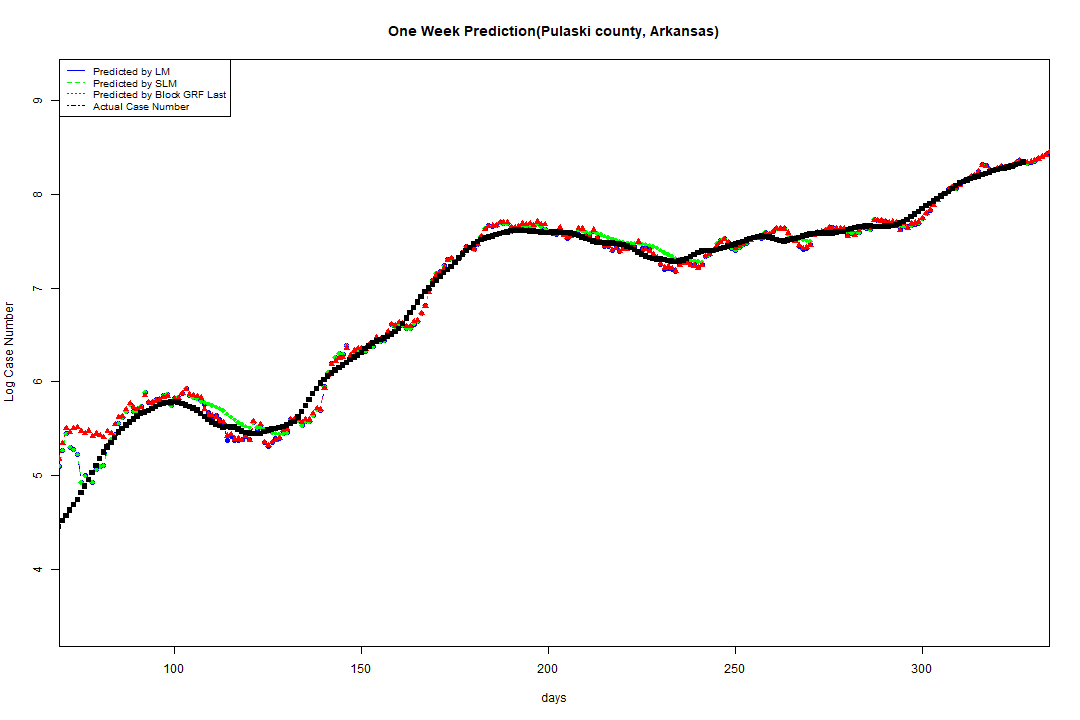 One Week Prediction(Pulaski county, Arkansas)
Predicted by LM
Predicted by SLM
Predicted by Block GRF Last
Actual Case Number
Log Case Number
9
8
7
6
5
4
100 150 200 250 300
days